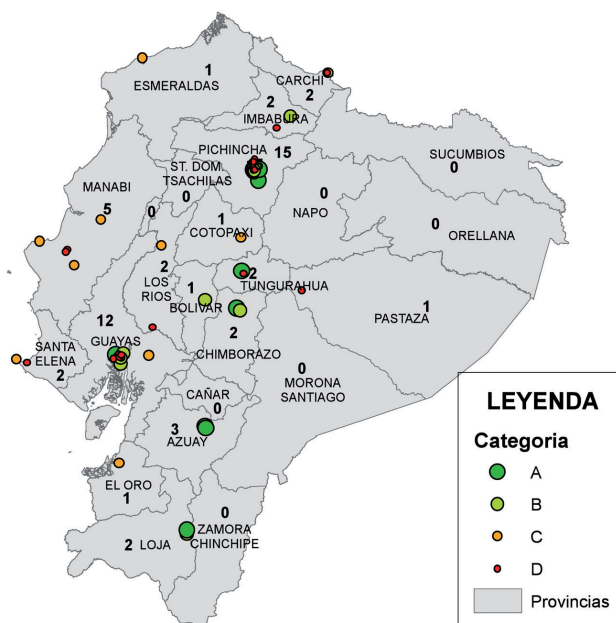 1
ESMERALDAS
CARCHI
2
2
IMBABURA
PICHINCHA
15
ST. DOM.
TSACHILAS
0
SUCUMBIOS
0
MANABI
5
0
0
NAPO
0
ORELLANA
1
COTOPAXI
2
LOS
RIOS
1
BOLIVAR
2
TUNGURAHUA
1
PASTAZA
12
GUAYAS
2
CHIMBORAZO
SANTA
ELENA
2
0
MORONA
SANTIAGO
CAÑAR
0
3
AZUAY
EL ORO
1
0
ZAMORA
CHINCHIPE
2 LOJA
LEYENDA
Categoria
A
B
C
D
Provincias